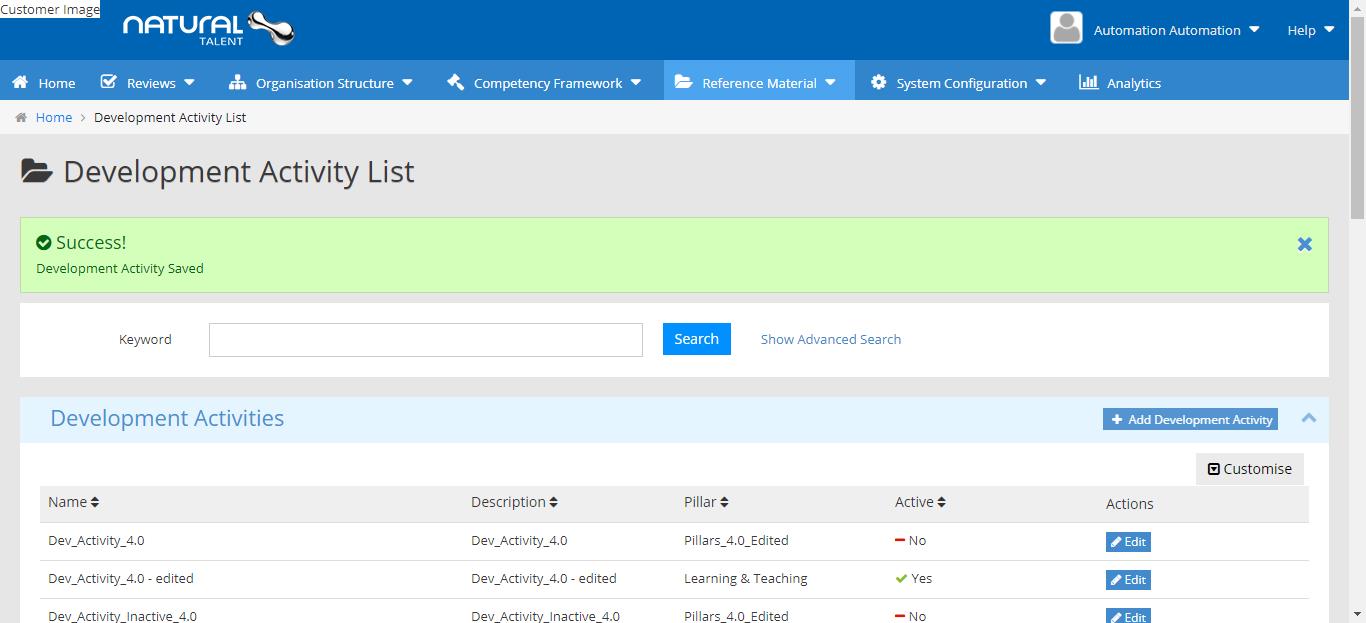 Customer Image
NATURAL
TALENT
Automation Automation
Help
Home
Reviews
Organisation Structure
Competency Framework
Reference Material
System Configuration
Analytics
Home > Development Activity List
Development Activity List
Success!
Development Activity Saved
Keyword
Search
Show Advanced Search
Development Activities
Add Development Activity
Customise
Name Description Pillar Active Actions
Dev_Activity_4.0 Dev_Activity_4.0 Pillars_4.0_Edited No Edit
Dev_Activity_4.0 - edited Dev_Activity_4.0 - edited Learning & Teaching Yes Edit
Dev_Activity_Inactive_4.0 Dev_Activity_Inactive_4.0 Pillars_4.0_Edited No Edit